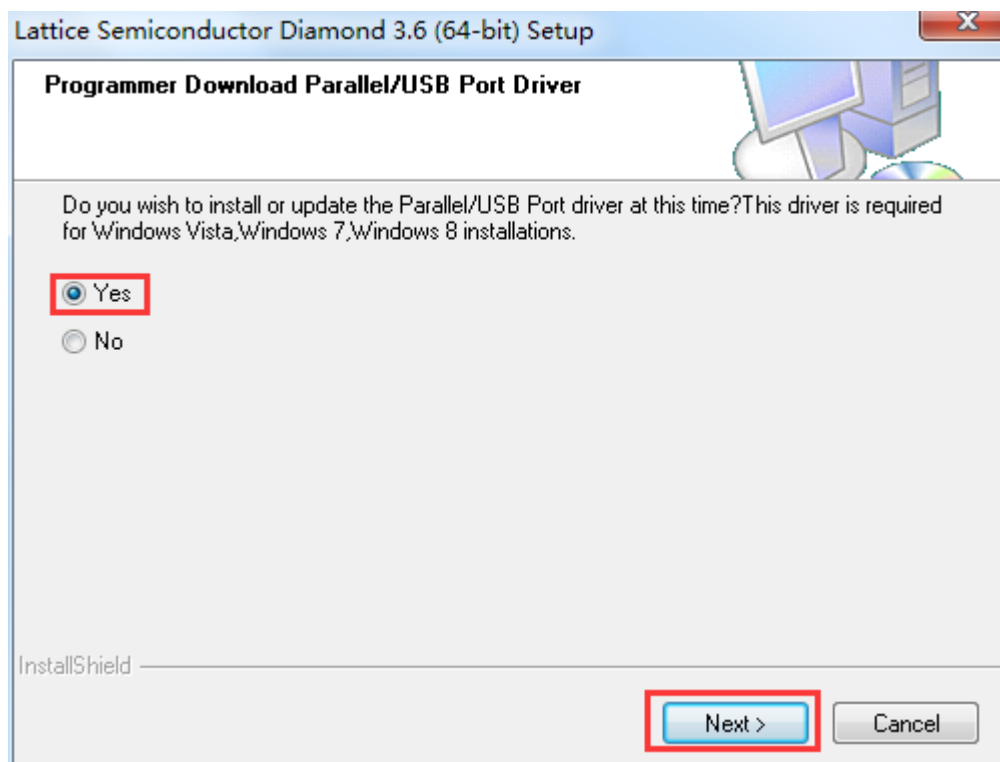 Lattice Semiconductor Diamond 3.6 (64-bit) Setup
Programmer Download Parallel/USB Port Driver
Do you wish to install or update the Parallel/USB Port driver at this time?This driver is required
for Windows Vista,Windows 7,Windows 8 installations.
Yes
No
InstallShield
Next >
Cancel